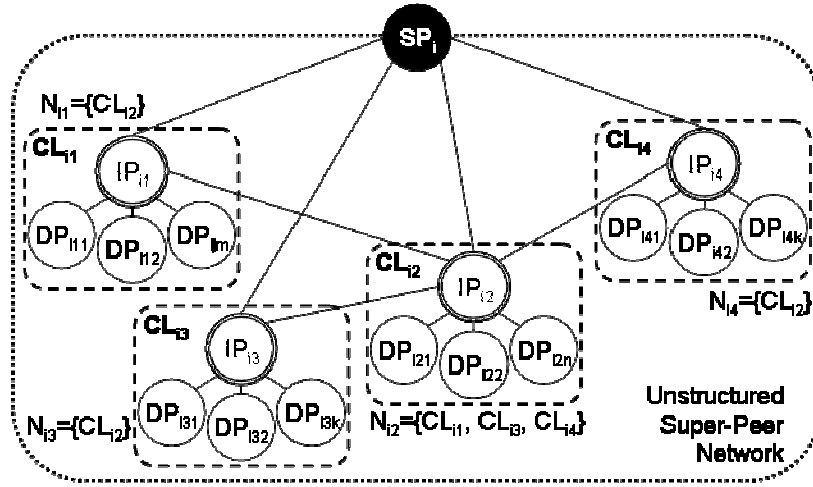 SPi
Ni1={CLi2}
CLi1
IPi1
DPi11
DPi12
DPi1m
CLi4
IPi4
DPi41
DPi42
DPi4k
Ni4={CLi2}
CLi2
IPi2
DPi21
DPi22
DPi2n
Ni2={CLi1, CLi3, CLi4}
CLi3
IPi3
DPi31
DPi32
DPi3k
Ni3={CLi2}
Unstructured
Super-Peer
Network